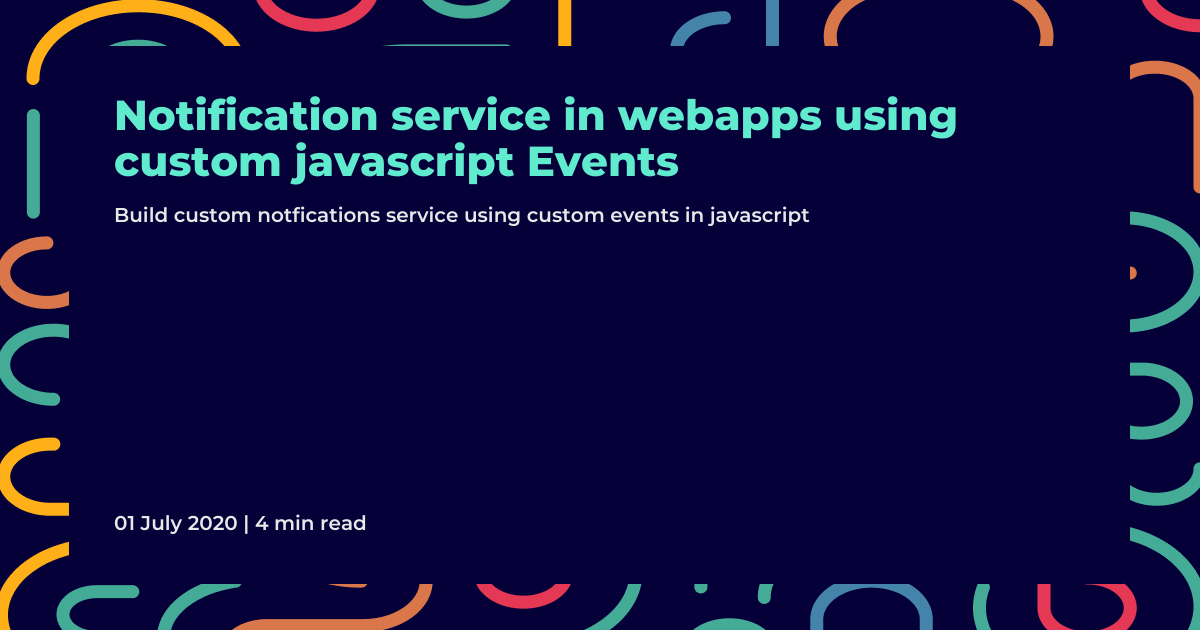 Notification service in webapps using
custom javascript Events
Build custom notfications service using custom events in javascript
01 July 2020 | 4 min read